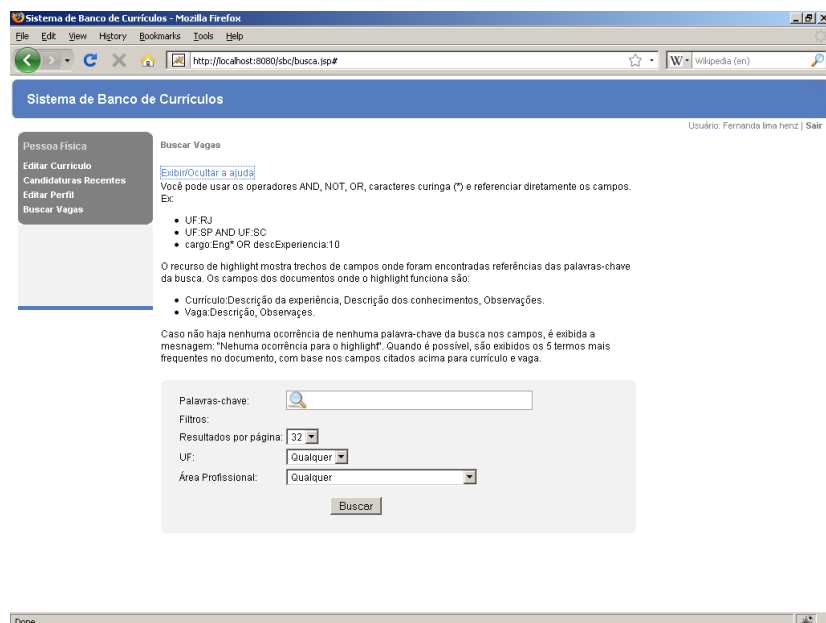 Sistema de Banco de Currículos - Mozilla Firefox
File Edit View History Bookmarks Tools Help
http://localhost:8080/sbc/busca.jsp#
W Wikipedia (en)
Sistema de Banco de Currículos
Usuário: Fernanda lima henz | Sair
Pessoa Física
Editar Curriculo
Candidaturas Recentes
Editar Perfil
Buscar Vagas
Buscar Vagas
Exibir/Ocultar a ajuda
Você pode usar os operadores AND, NOT, OR, caracteres curinga (*) e referenciar diretamente os campos.
Ex:
• UF:RJ
• UF:SP AND UF:SC
• cargo:Eng* OR descExperiencia:10
O recurso de highlight mostra trechos de campos onde foram encontradas referências das palavras-chave
da busca. Os campos dos documentos onde o highlight funciona são:
• Currículo:Descrição da experiência, Descrição dos conhecimentos, Observações.
• Vaga:Descrição, Observaçes.
Caso não haja nenhuma ocorrência de nenhuma palavra-chave da busca nos campos, é exibida a
mesnagem: "Nehuma ocorrência para o highlight". Quando é possível, são exibidos os 5 termos mais
frequentes no documento, com base nos campos citados acima para currículo e vaga.
Palavras-chave:
Filtros:
Resultados por página: 32
UF: Qualquer
Área Profissional: Qualquer
Buscar
Done